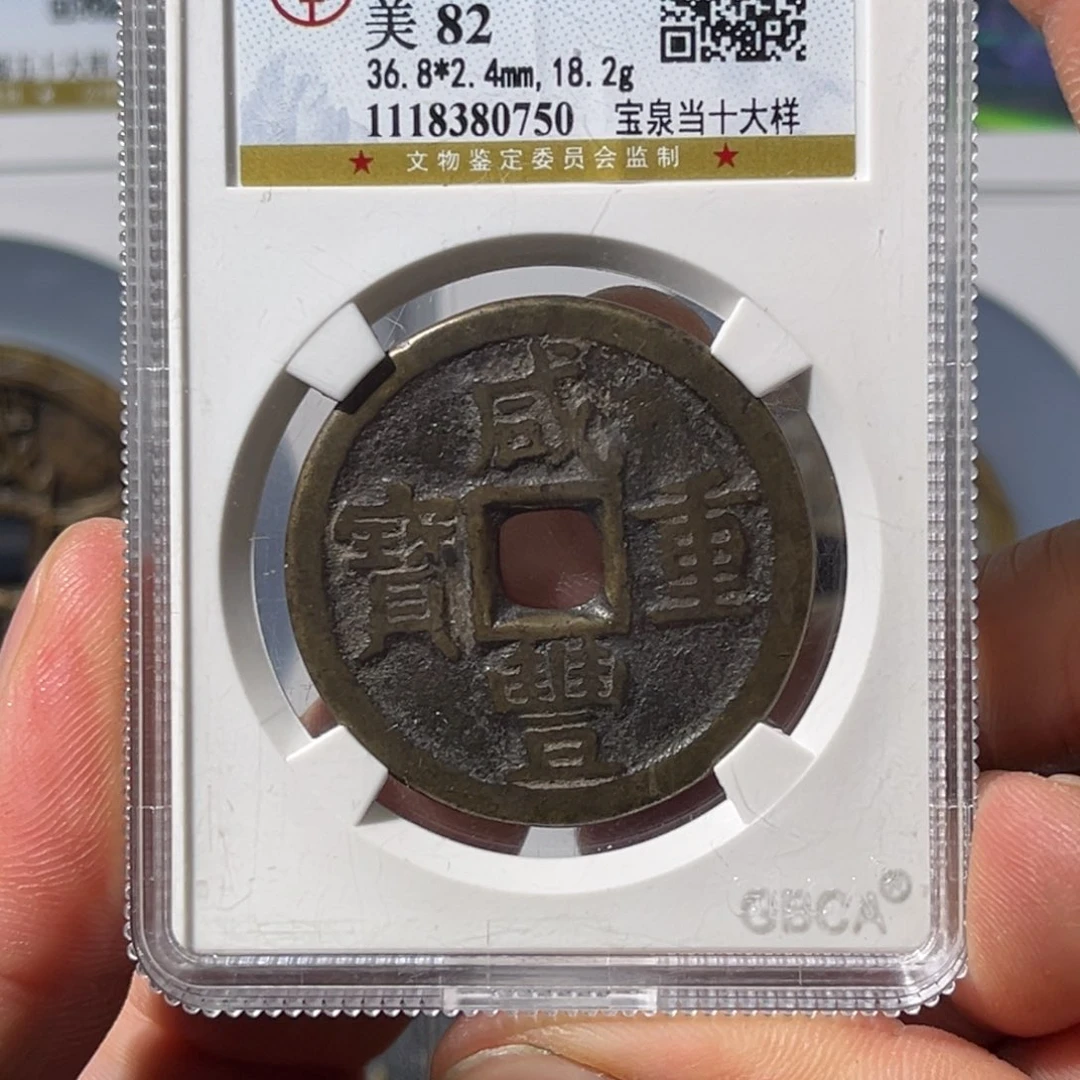 美 82
36.8*2.4mm, 18.2g
1118380750 宝泉当十大样
★ 文物鉴定委员会监制 ★
咸豐重寶
GBCA®